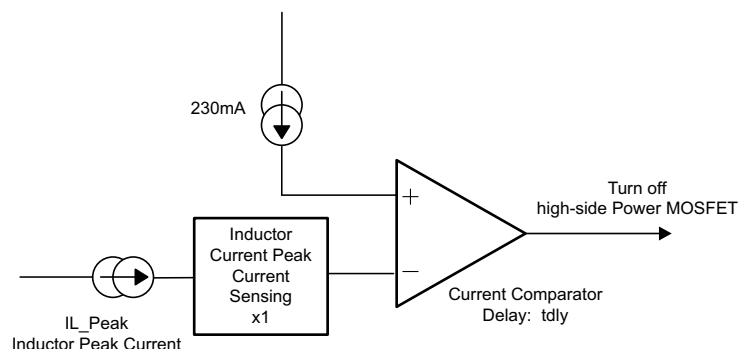 230mA
+
−
Inductor
Current Peak
Current
Sensing
x1
IL_Peak
Inductor Peak Current
Current Comparator
Delay: tdly
Turn off
high-side Power MOSFET